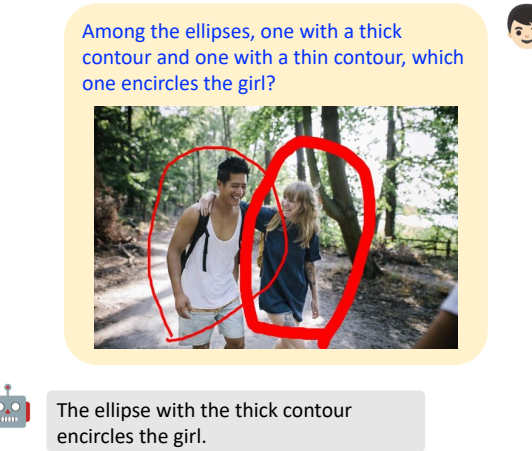 Among the ellipses, one with a thick
contour and one with a thin contour, which
one encircles the girl?
The ellipse with the thick contour
encircles the girl.